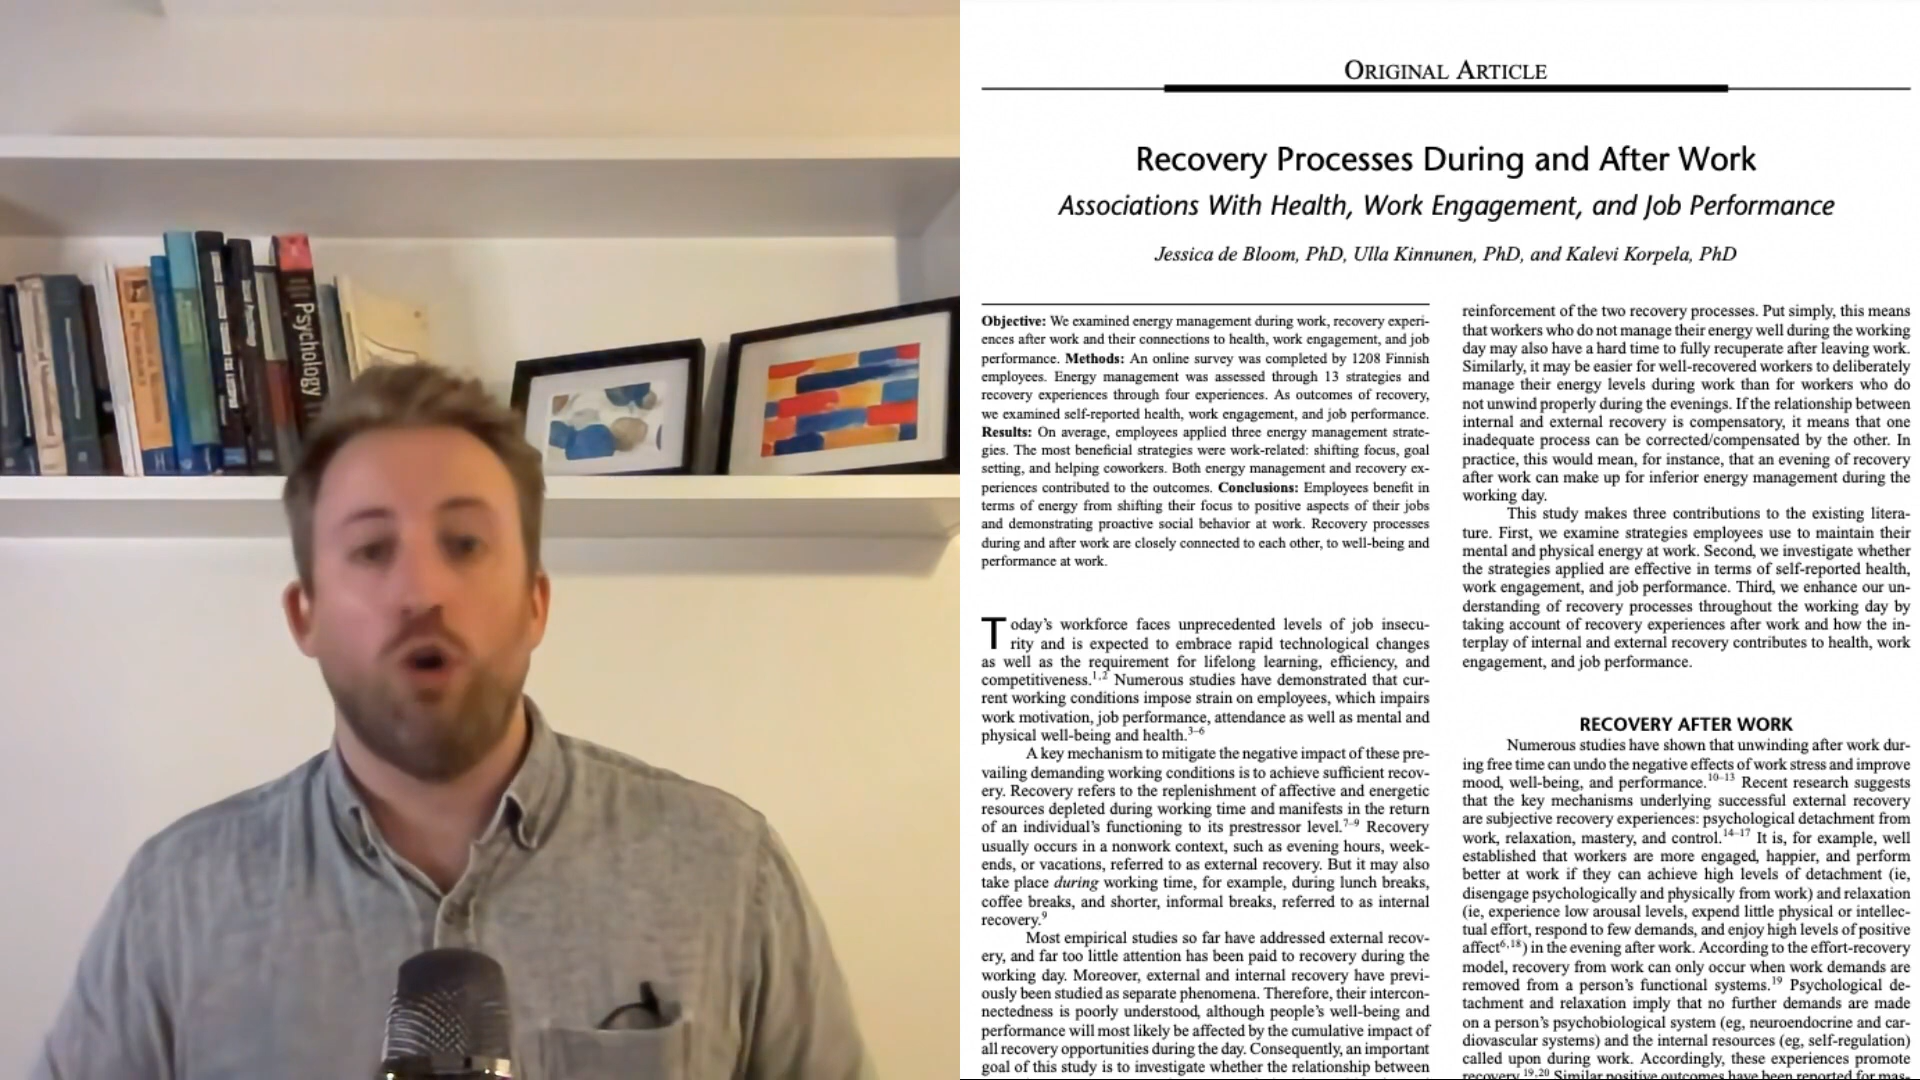 Psychology
ORIGINAL ARTICLE
Recovery Processes During and After Work
Associations With Health, Work Engagement, and Job Performance
Jessica de Bloom, PhD, Ulla Kinnunen, PhD, and Kalevi Korpela, PhD
Objective: We examined energy management during work, recovery experi-
ences after work and their connections to health, work engagement, and job
performance. Methods: An online survey was completed by 1208 Finnish
employees. Energy management was assessed through 13 strategies and
recovery experiences through four experiences. As outcomes of recovery,
we examined self-reported health, work engagement, and job performance.
Results: On average, employees applied three energy management strate-
gies. The most beneficial strategies were work-related: shifting focus, goal
setting, and helping coworkers. Both energy management and recovery ex-
periences contributed to the outcomes. Conclusions: Employees benefit in
terms of energy from shifting their focus to positive aspects of their jobs
and demonstrating proactive social behavior at work. Recovery processes
during and after work are closely connected to each other, to well-being and
performance at work.
Today's workforce faces unprecedented levels of job insecu-
rity and is expected to embrace rapid technological changes
as well as the requirement for lifelong learning, efficiency, and
competitiveness.1,2 Numerous studies have demonstrated that cur-
rent working conditions impose strain on employees, which impairs
work motivation, job performance, attendance as well as mental and
physical well-being and health.3–6
A key mechanism to mitigate the negative impact of these pre-
vailing demanding working conditions is to achieve sufficient recov-
ery. Recovery refers to the replenishment of affective and energetic
resources depleted during working time and manifests in the return
of an individual's functioning to its prestressor level.7–9 Recovery
usually occurs in a nonwork context, such as evening hours, week-
ends, or vacations, referred to as external recovery. But it may also
take place during working time, for example, during lunch breaks,
coffee breaks, and shorter, informal breaks, referred to as internal
recovery.9
Most empirical studies so far have addressed external recov-
ery, and far too little attention has been paid to recovery during the
working day. Moreover, external and internal recovery have previ-
ously been studied as separate phenomena. Therefore, their intercon-
nectedness is poorly understood, although people's well-being and
performance will most likely be affected by the cumulative impact of
all recovery opportunities during the day. Consequently, an important
goal of this study is to investigate whether the relationship between
reinforcement of the two recovery processes. Put simply, this means
that workers who do not manage their energy well during the working
day may also have a hard time to fully recuperate after leaving work.
Similarly, it may be easier for well-recovered workers to deliberately
manage their energy levels during work than for workers who do
not unwind properly during the evenings. If the relationship between
internal and external recovery is compensatory, it means that one
inadequate process can be corrected/compensated by the other. In
practice, this would mean, for instance, that an evening of recovery
after work can make up for inferior energy management during the
working day.
This study makes three contributions to the existing litera-
ture. First, we examine strategies employees use to maintain their
mental and physical energy at work. Second, we investigate whether
the strategies applied are effective in terms of self-reported health,
work engagement, and job performance. Third, we enhance our un-
derstanding of recovery processes throughout the working day by
taking account of recovery experiences after work and how the in-
terplay of internal and external recovery contributes to health, work
engagement, and job performance.
RECOVERY AFTER WORK
Numerous studies have shown that unwinding after work dur-
ing free time can undo the negative effects of work stress and improve
mood, well-being, and performance.10–13 Recent research suggests
that the key mechanisms underlying successful external recovery
are subjective recovery experiences: psychological detachment from
work, relaxation, mastery, and control.14–17 It is, for example, well
established that workers are more engaged, happier, and perform
better at work if they can achieve high levels of detachment (ie,
disengage psychologically and physically from work) and relaxation
(ie, experience low arousal levels, expend little physical or intellec-
tual effort, respond to few demands, and enjoy high levels of positive
affect6,18) in the evening after work. According to the effort-recovery
model, recovery from work can only occur when work demands are
removed from a person's functional systems.19 Psychological de-
tachment and relaxation imply that no further demands are made
on a person's psychobiological system (eg, neuroendocrine and car-
diovascular systems) and the internal resources (eg, self-regulation)
called upon during work. Accordingly, these experiences promote
recovery.19,20 Similar positive outcomes have been reported for mas-